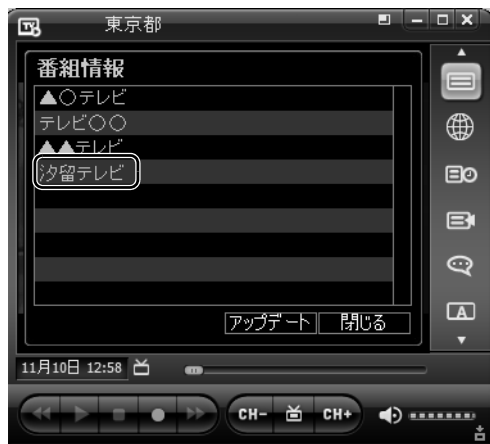 TV 東京都
番組情報
▲○テレビ
テレビ○○
▲▲テレビ
汐留テレビ
アップデート 閉じる
A
11月10日 12:58
CH- CH+